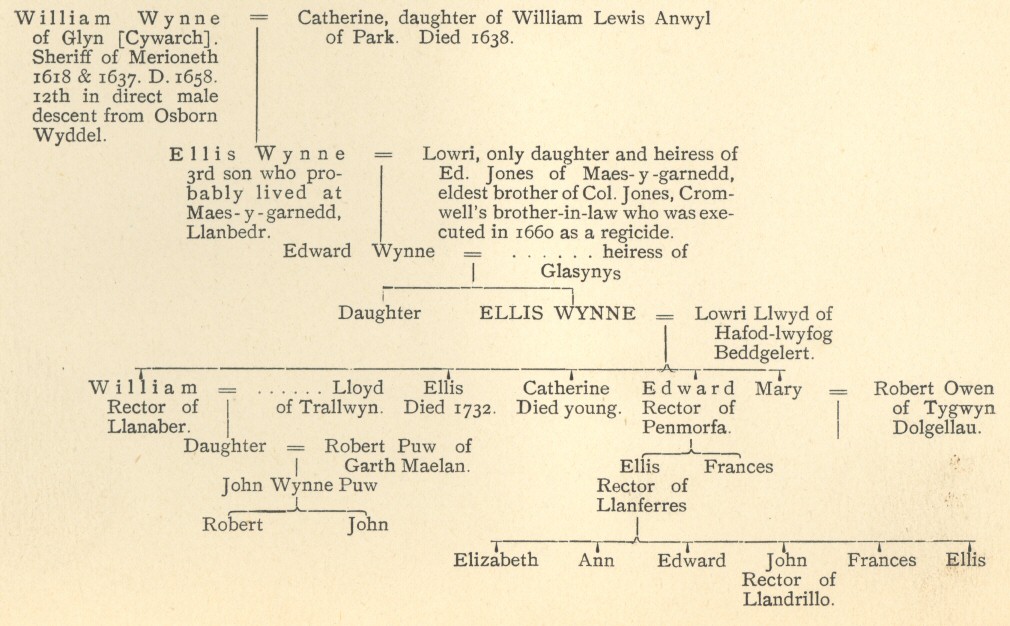 William Wynne = Catherine, daughter of William Lewis Anwyl
of Glyn [Cywarch]. of Park. Died 1638.
Sheriff of Merioneth
1618 & 1637. D. 1658.
12th in direct male
descent from Osborn
Wyddel.
Ellis Wynne = Lowri, only daughter and heiress of
3rd son who pro- Ed. Jones of Maes-y-garnedd,
bably lived at eldest brother of Col. Jones, Crom-
Maes-y-garnedd, well's brother-in-law who was exe-
Llanbedr. cuted in 1660 as a regicide.
Edward Wynne = ...... heiress of
Glasynys
Daughter ELLIS WYNNE = Lowri Llwyd of
Hafod-lwyfog
Beddgelert.
William = ...... Lloyd Ellis Catherine Edward Mary = Robert Owen
Rector of of Trallwyn. Died 1732. Died young. Rector of of Tygwyn
Llanaber. Penmorfa. Dolgellau.
Daughter = Robert Puw of
Garth Maelan. Ellis Frances
John Wynne Puw Rector of
Llanferres
Robert John
Elizabeth Ann Edward John Frances Ellis
Rector of
Llandrillo.